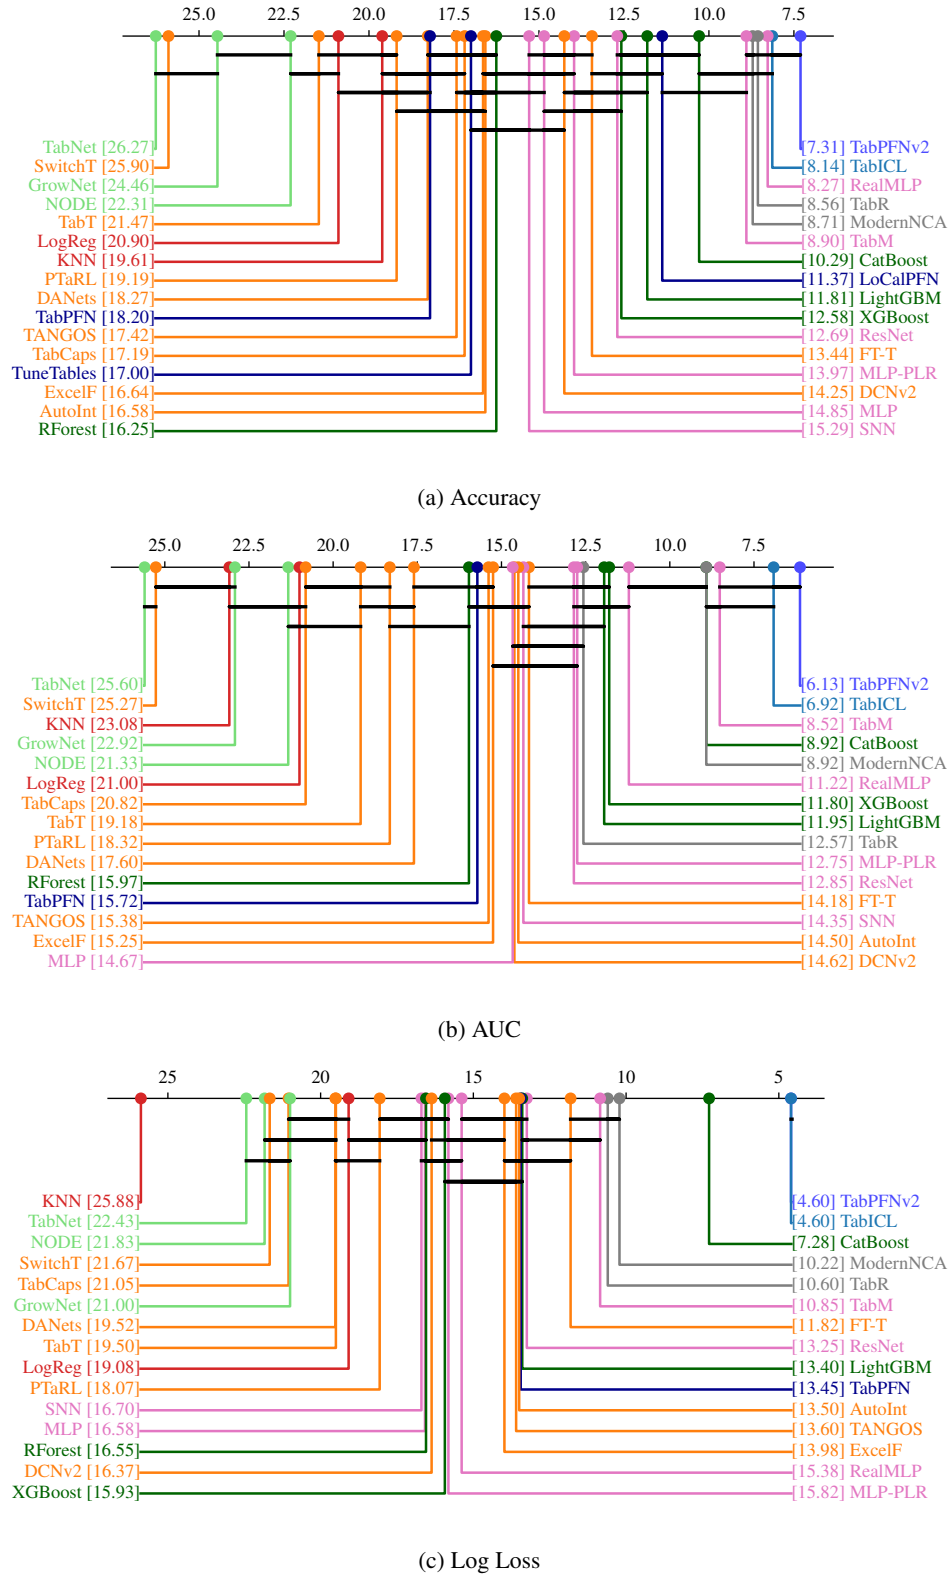 25.0 22.5 20.0 17.5 15.0 12.5 10.0 7.5
TabNet [26.27] [7.31] TabPFNv2
SwitchT [25.90] [8.14] TabICL
GrowNet [24.46] [8.27] RealMLP
NODE [22.31] [8.56] TabR
TabT [21.47] [8.71] ModernNCA
LogReg [20.90] [8.90] TabM
KNN [19.61] [10.29] CatBoost
PTaRL [19.19] [11.37] LoCalPFN
DANets [18.27] [11.81] LightGBM
TabPFN [18.20] [12.58] XGBoost
TANGOS [17.42] [12.69] ResNet
TabCaps [17.19] [13.44] FT-T
TuneTables [17.00] [13.97] MLP-PLR
ExcelF [16.64] [14.25] DCNv2
AutoInt [16.58] [14.85] MLP
RForest [16.25] [15.29] SNN
(a) Accuracy
25.0 22.5 20.0 17.5 15.0 12.5 10.0 7.5
TabNet [25.60] [6.13] TabPFNv2
SwitchT [25.27] [6.92] TabICL
KNN [23.08] [8.52] TabM
GrowNet [22.92] [8.92] CatBoost
NODE [21.33] [8.92] ModernNCA
LogReg [21.00] [11.22] RealMLP
TabCaps [20.82] [11.80] XGBoost
TabT [19.18] [11.95] LightGBM
PTaRL [18.32] [12.57] TabR
DANets [17.60] [12.75] MLP-PLR
RForest [15.97] [12.85] ResNet
TabPFN [15.72] [14.18] FT-T
TANGOS [15.38] [14.35] SNN
ExcelF [15.25] [14.50] AutoInt
MLP [14.67] [14.62] DCNv2
(b) AUC
25 20 15 10 5
KNN [25.88] [4.60] TabPFNv2
TabNet [22.43] [4.60] TabICL
NODE [21.83] [7.28] CatBoost
SwitchT [21.67] [10.22] ModernNCA
TabCaps [21.05] [10.60] TabR
GrowNet [21.00] [10.85] TabM
DANets [19.52] [11.82] FT-T
TabT [19.50] [13.25] ResNet
LogReg [19.08] [13.40] LightGBM
PTaRL [18.07] [13.45] TabPFN
SNN [16.70] [13.50] AutoInt
MLP [16.58] [13.60] TANGOS
RForest [16.55] [13.98] ExcelF
DCNv2 [16.37] [15.38] RealMLP
XGBoost [15.93] [15.82] MLP-PLR
(c) Log Loss